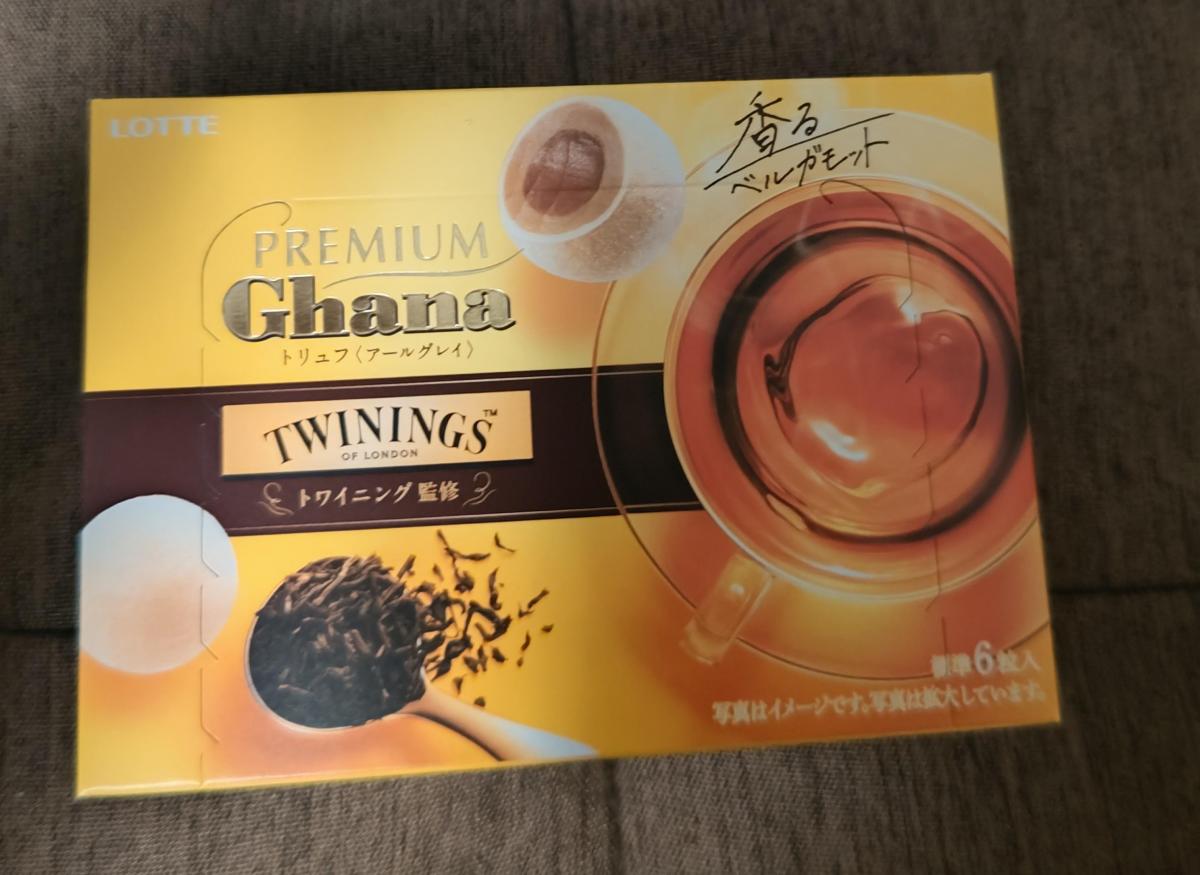 LOTTE
香る
ベルガモット
PREMIUM
Ghana
トリュフ〈アールグレイ〉
TWININGS™
OF LONDON
トワイニング 監修
標準6粒入
写真はイメージです。写真は拡大しています。